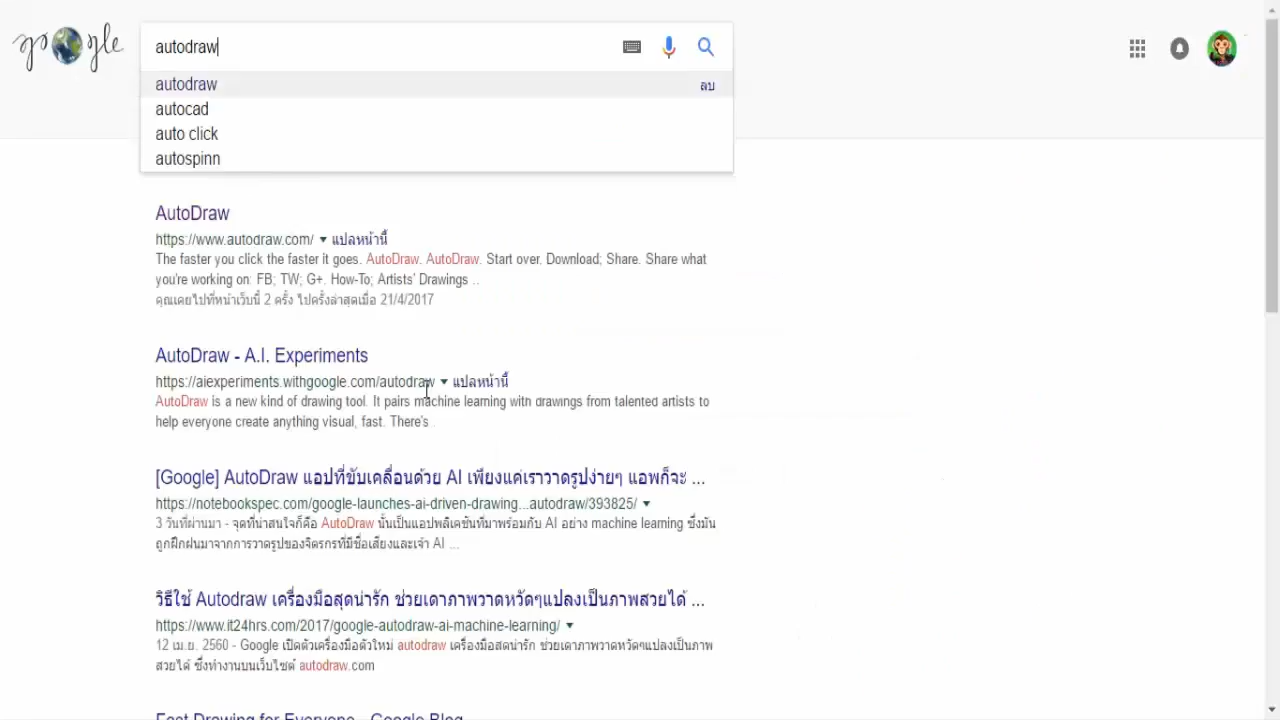 google
autodraw
autodraw ลบ
autocad
auto click
autospinn
AutoDraw
https://www.autodraw.com/ ▼ แปลหน้านี้
The faster you click the faster it goes. AutoDraw. AutoDraw. Start over. Download; Share. Share what
you're working on: FB; TW; G+. How-To; Artists' Drawings ..
คุณเคยไปที่หน้าเว็บนี้ 2 ครั้ง ไปครั้งล่าสุดเมื่อ 21/4/2017
AutoDraw - A.I. Experiments
https://aiexperiments.withgoogle.com/autodraw ▼ แปลหน้านี้
AutoDraw is a new kind of drawing tool. It pairs machine learning with drawings from talented artists to
help everyone create anything visual, fast. There's .
[Google] AutoDraw แอปที่ขับเคลื่อนด้วย AI เพียงแค่เราวาดรูปง่ายๆ แอพก็จะ ...
https://notebookspec.com/google-launches-ai-driven-drawing...autodraw/393825/ ▼
3 วันที่ผ่านมา - จุดที่น่าสนใจก็คือ AutoDraw นั้นเป็นแอปพลิเคชันที่มาพร้อมกับ AI อย่าง machine learning ซึ่งมัน
ถูกฝึกฝนมาจากการวาดรูปของจิตรกรที่มีชื่อเสียงและเจ้า AI ...
วิธีใช้ Autodraw เครื่องมือสุดน่ารัก ช่วยเดาภาพวาดหวัดๆแปลงเป็นภาพสวยได้ ...
https://www.it24hrs.com/2017/google-autodraw-ai-machine-learning/ ▼
12 เม.ย. 2560 - Google เปิดตัวเครื่องมือตัวใหม่ autodraw เครื่องมือสุดน่ารัก ช่วยเดาภาพวาดหวัดๆแปลงเป็นภาพ
สวยได้ ซึ่งทำงานบนเว็บไซต์ autodraw.com
Fast Drawing for Everyone - Google Blog